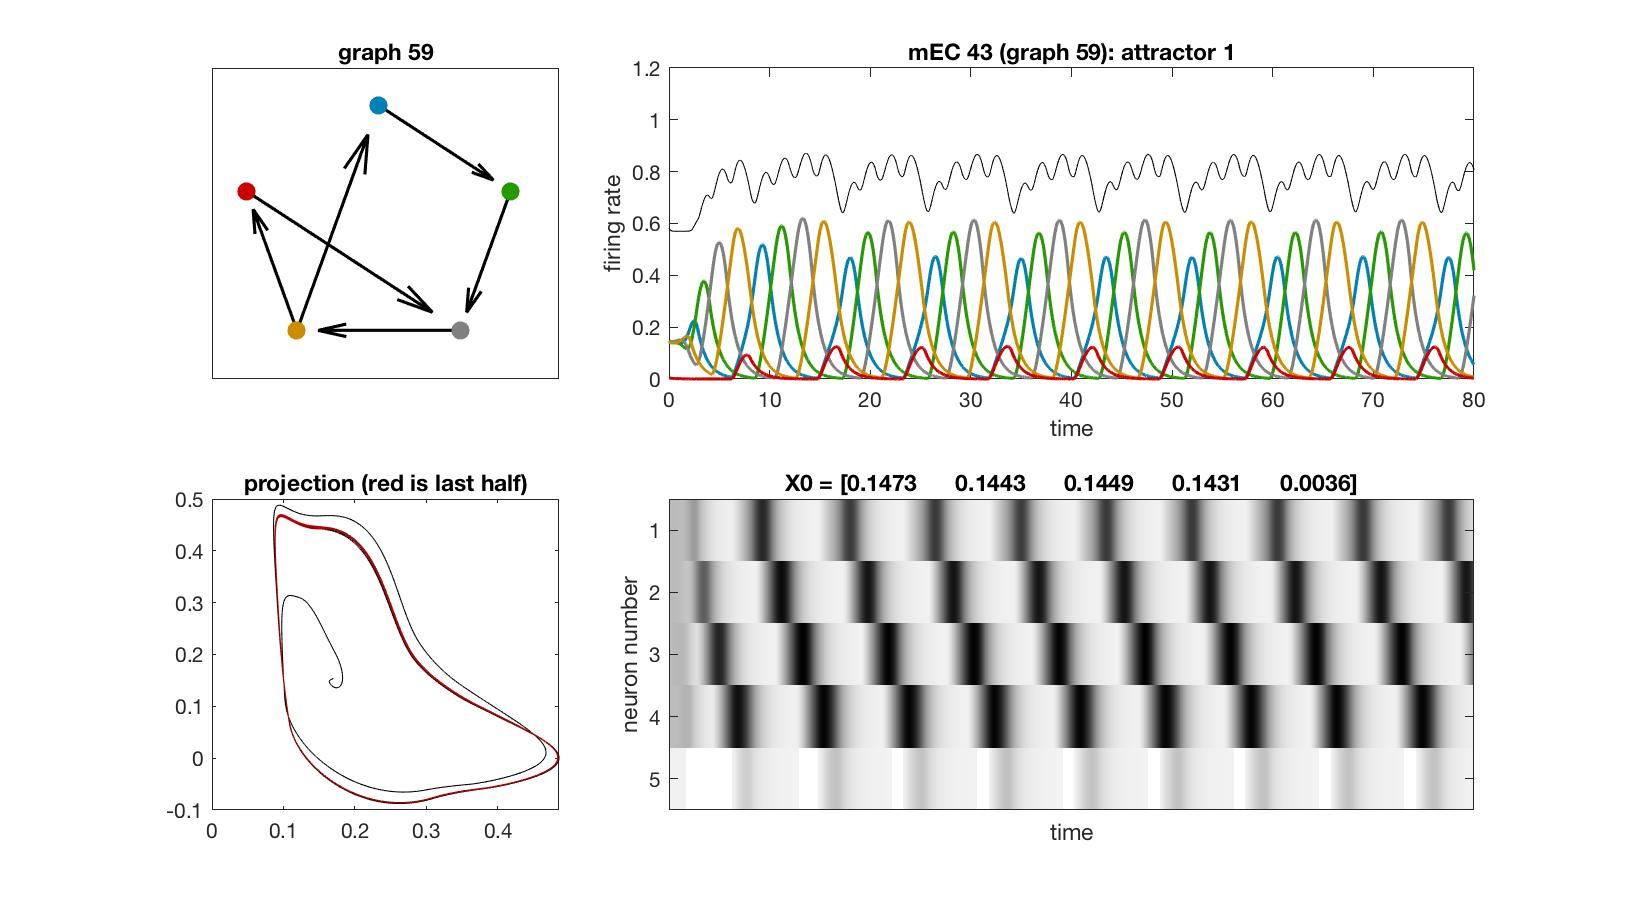 graph 59
mEC 43 (graph 59): attractor 1
1.2
1
0.8
0.6
0.4
0.2
0
firing rate
0 10 20 30 40 50 60 70 80
time
projection (red is last half)
0.5
0.4
0.3
0.2
0.1
0
-0.1
0 0.1 0.2 0.3 0.4
X0 = [0.1473 0.1443 0.1449 0.1431 0.0036]
1
2
3
4
5
neuron number
time